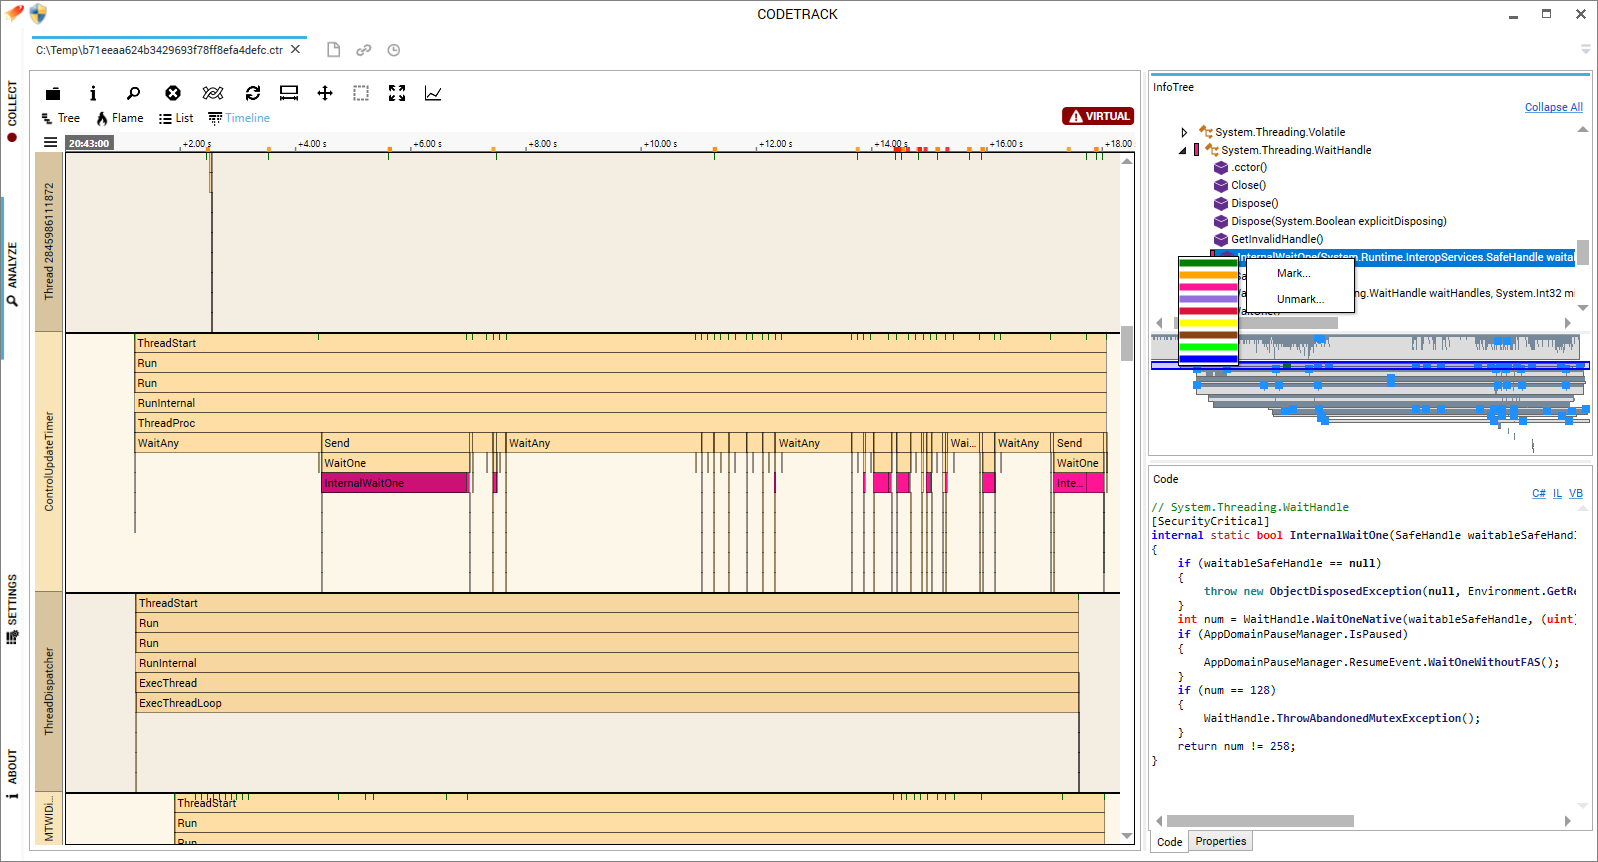 CODETRACK
C:\Temp\b71eeaa624b3429693f78ff8efa4defc.ctr
COLLECT
ANALYZE
SETTINGS
ABOUT
Tree
Flame
List
Timeline
VIRTUAL
20:43:00
+2.00 s
+4.00 s
+6.00 s
+8.00 s
+10.00 s
+12.00 s
+14.00 s
+16.00 s
+18.00
Thread 2845986111872
ControlUpdateTimer
ThreadStart
Run
Run
RunInternal
ThreadProc
WaitAny
Send
WaitAny
WaitAny
Wai...
WaitAny
Send
WaitOne
WaitOne
InternalWaitOne
Inte...
ThreadDispatcher
ThreadStart
Run
Run
RunInternal
ExecThread
ExecThreadLoop
MTWIDi...
ThreadStart
Run
Run
InfoTree
Collapse All
System.Threading.Volatile
System.Threading.WaitHandle
.cctor()
Close()
Dispose()
Dispose(System.Boolean explicitDisposing)
GetInvalidHandle()
InternalWaitOne(System.Runtime.InteropServices.SafeHandle waital
Mark...
Unmark...
.WaitHandle waitHandles, System.Int32 m
Code
C#
IL
VB
// System.Threading.WaitHandle
[SecurityCritical]
internal static bool InternalWaitOne(SafeHandle waitableSafeHandl
{
if (waitableSafeHandle == null)
{
throw new ObjectDisposedException(null, Environment.GetRe
}
int num = WaitHandle.WaitOneNative(waitableSafeHandle, (uint)
if (AppDomainPauseManager.IsPaused)
{
AppDomainPauseManager.ResumeEvent.WaitOneWithoutFAS();
}
if (num == 128)
{
WaitHandle.ThrowAbandonedMutexException();
}
return num != 258;
}
Code
Properties